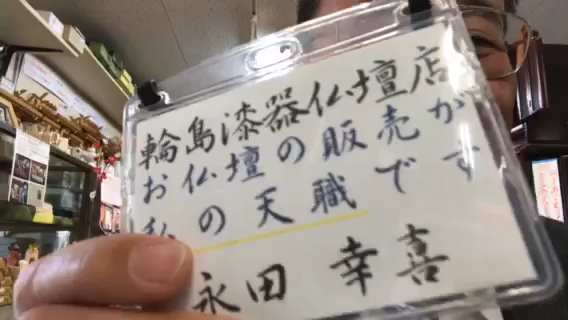 輪島漆器仏壇店
お仏壇の販売が
私の天職です
永田 幸喜